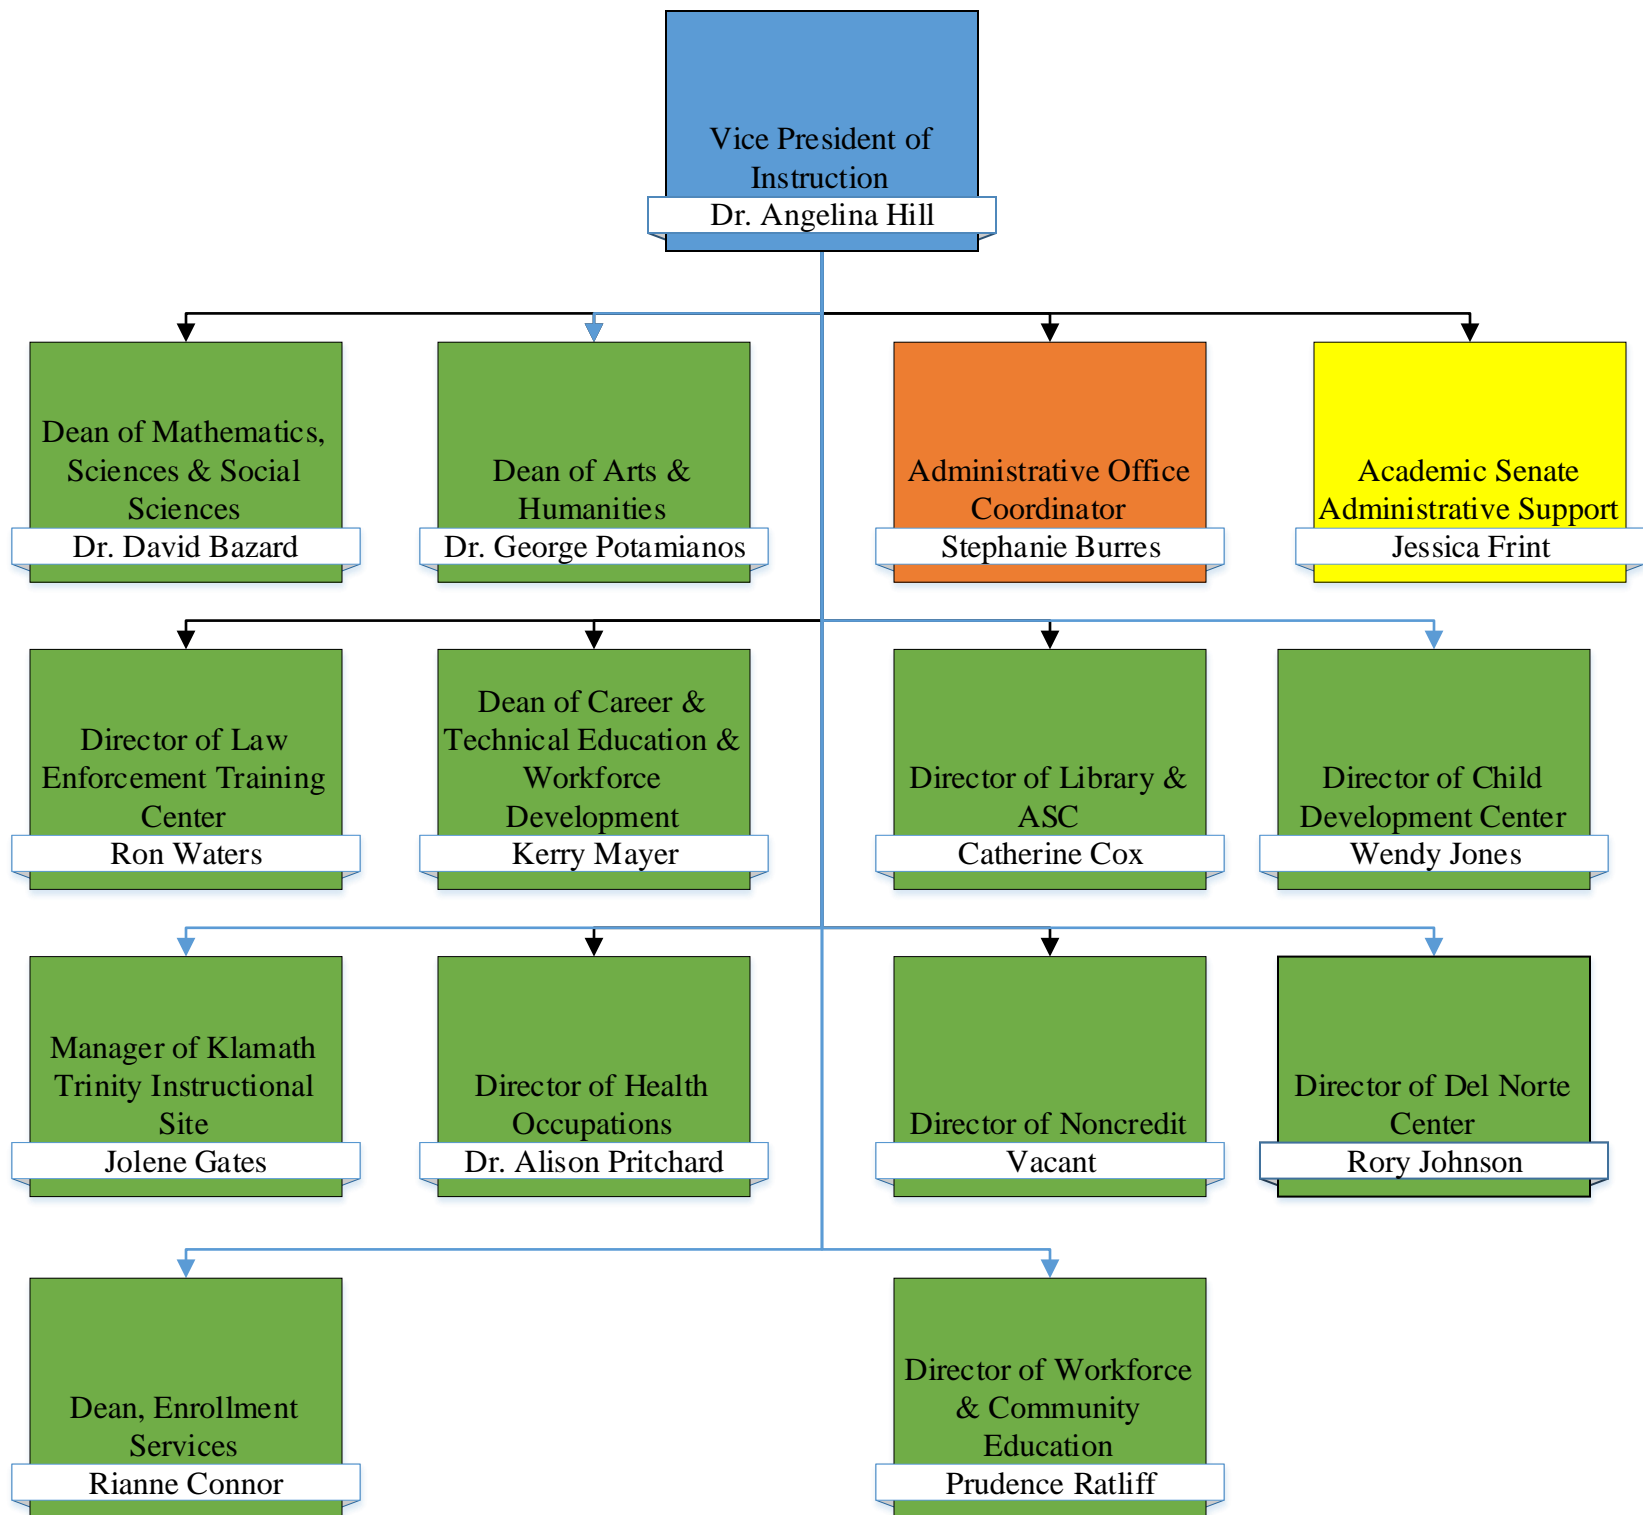 Vice President of
Instruction
Dr. Angelina Hill
Dean of Mathematics,
Sciences & Social
Sciences
Dr. David Bazard
Dean of Arts &
Humanities
Dr. George Potamianos
Administrative Office
Coordinator
Stephanie Burres
Academic Senate
Administrative Support
Jessica Frint
Director of Law
Enforcement Training
Center
Ron Waters
Dean of Career &
Technical Education &
Workforce
Development
Kerry Mayer
Director of Library &
ASC
Catherine Cox
Director of Child
Development Center
Wendy Jones
Manager of Klamath
Trinity Instructional
Site
Jolene Gates
Director of Health
Occupations
Dr. Alison Pritchard
Director of Noncredit
Vacant
Director of Del Norte
Center
Rory Johnson
Dean, Enrollment
Services
Rianne Connor
Director of Workforce
& Community
Education
Prudence Ratliff